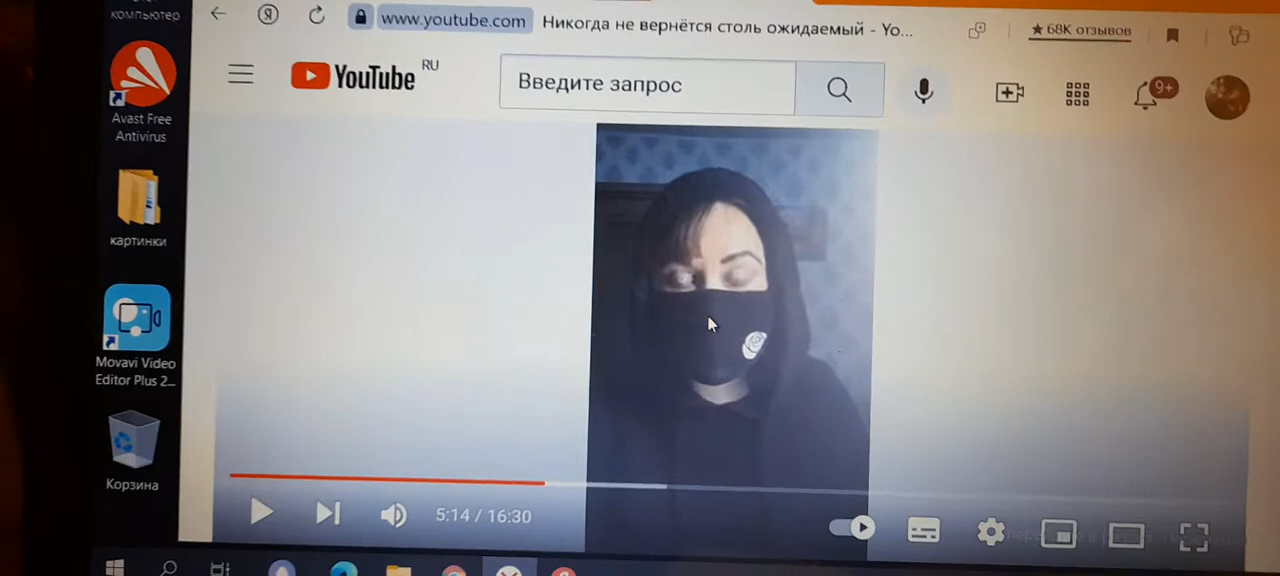 компьютер
Я
www.youtube.com
Никогда не вернётся столь ожидаемый - Yo...
★ 68K отзывов
YouTube
RU
Введите запрос
9+
Avast Free
Antivirus
картинки
Movavi Video
Editor Plus 2...
Корзина
5:14 / 16:30